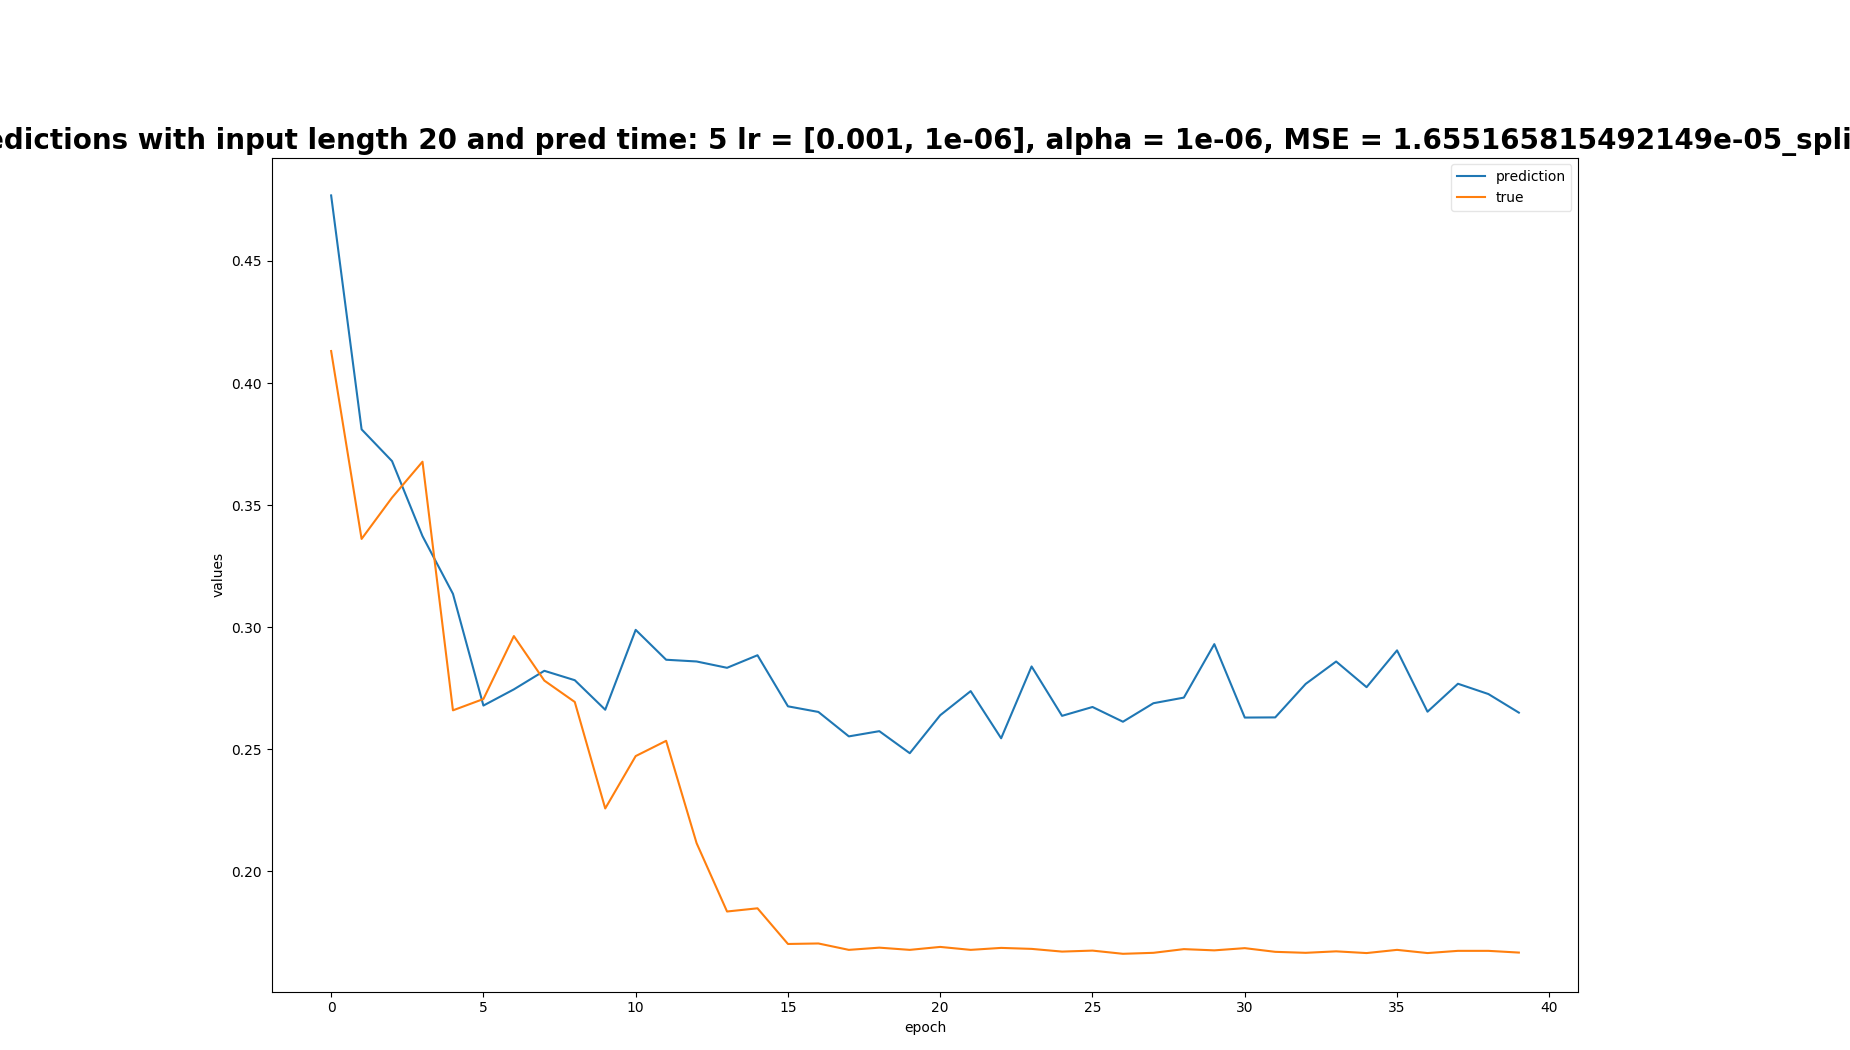 edictions with input length 20 and pred time: 5 lr = [0.001, 1e-06], alpha = 1e-06, MSE = 1.655165815492149e-05_spli
prediction
true
0.45
0.40
0.35
0.30
0.25
0.20
values
0 5 10 15 20 25 30 35 40
epoch